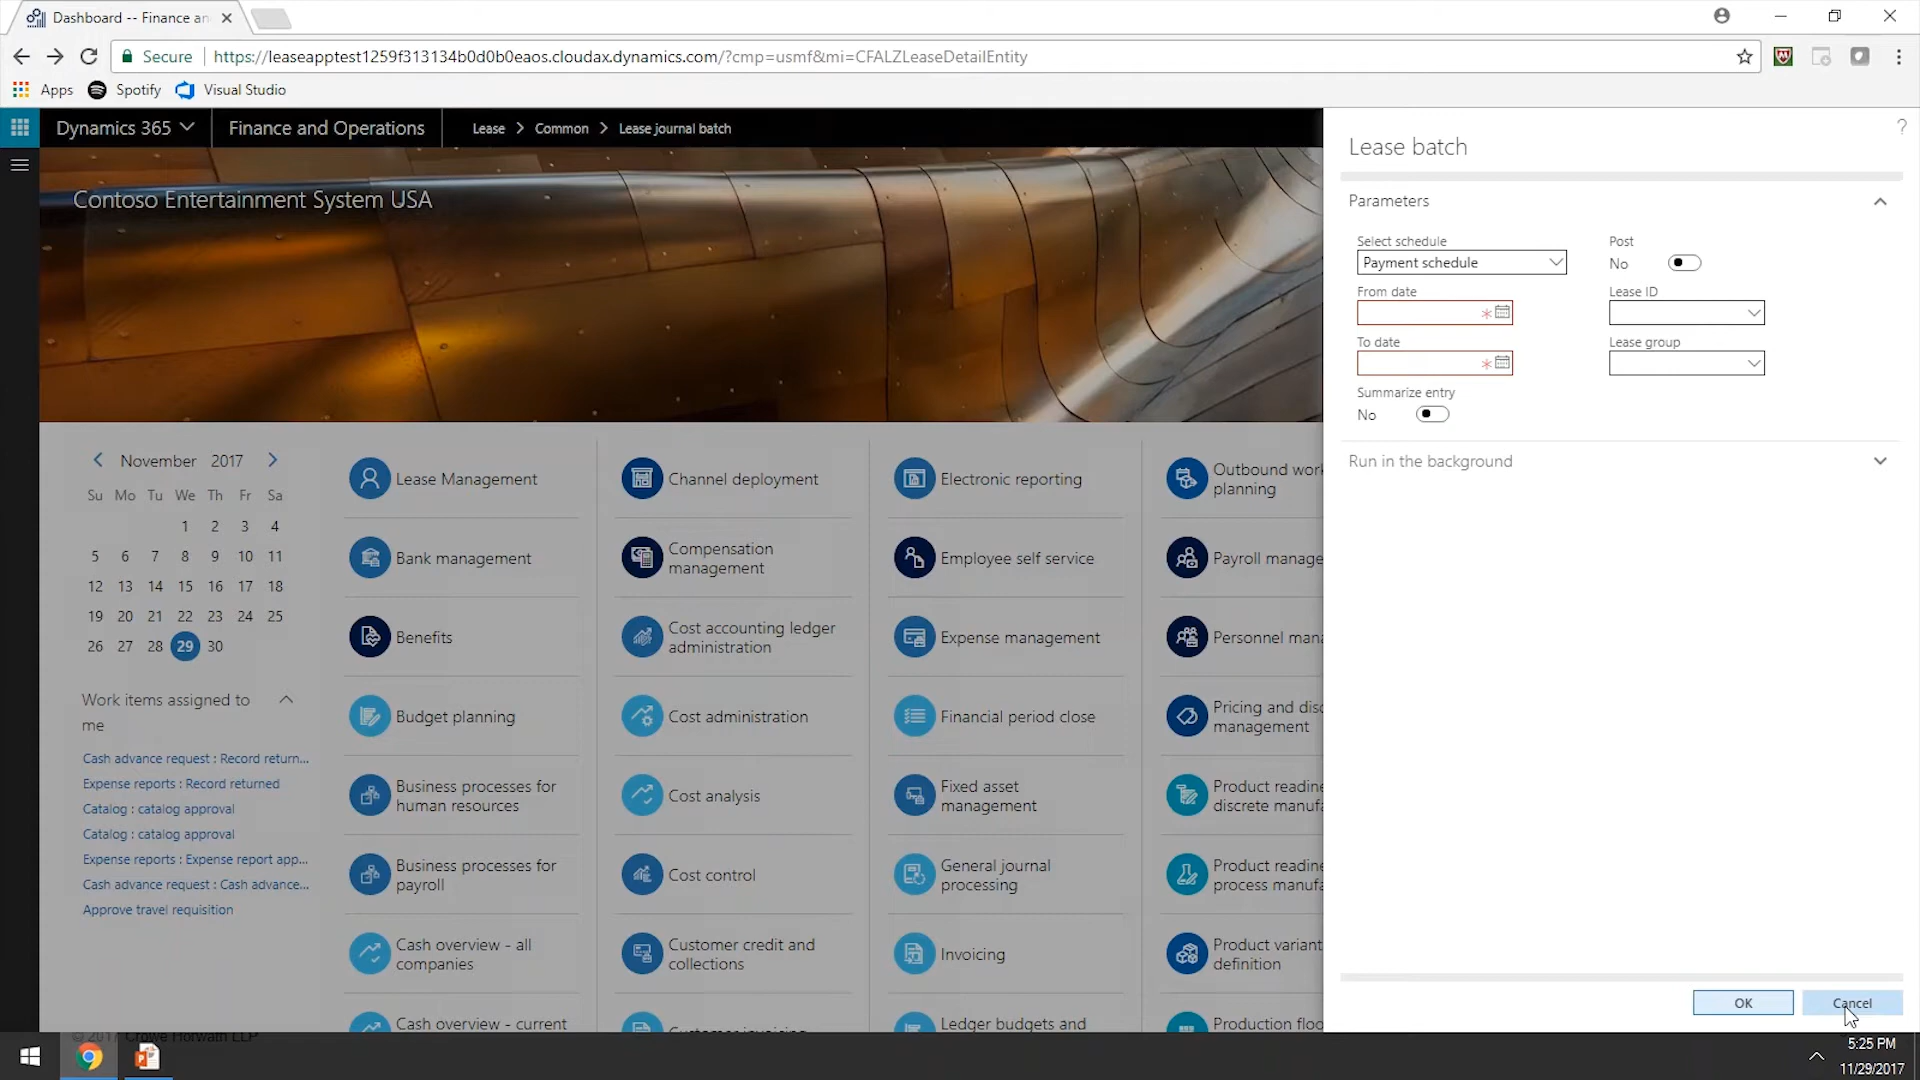 Dashboard -- Finance an
Secure
https://leaseapptest1259f313134b0d0b0eaos.cloudax.dynamics.com/?cmp=usmf&mi=CFALZLeaseDetailEntity
Apps
Spotify
Visual Studio
Dynamics 365
Finance and Operations
Lease > Common > Lease journal batch
Contoso Entertainment System USA
November 2017
Su Mo Tu We Th Fr Sa
1 2 3 4
5 6 7 8 9 10 11
12 13 14 15 16 17 18
19 20 21 22 23 24 25
26 27 28 29 30
Work items assigned to
me
Cash advance request : Record return...
Expense reports : Record returned
Catalog : catalog approval
Catalog : catalog approval
Expense reports : Expense report app...
Cash advance request : Cash advance...
Approve travel requisition
Lease Management
Bank management
Benefits
Budget planning
Business processes for
human resources
Business processes for
payroll
Cash overview - all
companies
Cash overview - current
Channel deployment
Compensation
management
Cost accounting ledger
administration
Cost administration
Cost analysis
Cost control
Customer credit and
collections
Customer invoicing
Electronic reporting
Employee self service
Expense management
Financial period close
Fixed asset
management
General journal
processing
Invoicing
Ledger budgets and
Outbound wor
planning
Payroll manage
Personnel man
Pricing and disc
management
Product readine
discrete manufa
Product readine
process manufa
Product variant
definition
Production floo
?
Lease batch
Parameters
Select schedule
Payment schedule
From date
*
To date
*
Summarize entry
No
Post
No
Lease ID
Lease group
Run in the background
OK
Cancel
© 2017 Crowe Horwath LLP
5:25 PM
11/29/2017